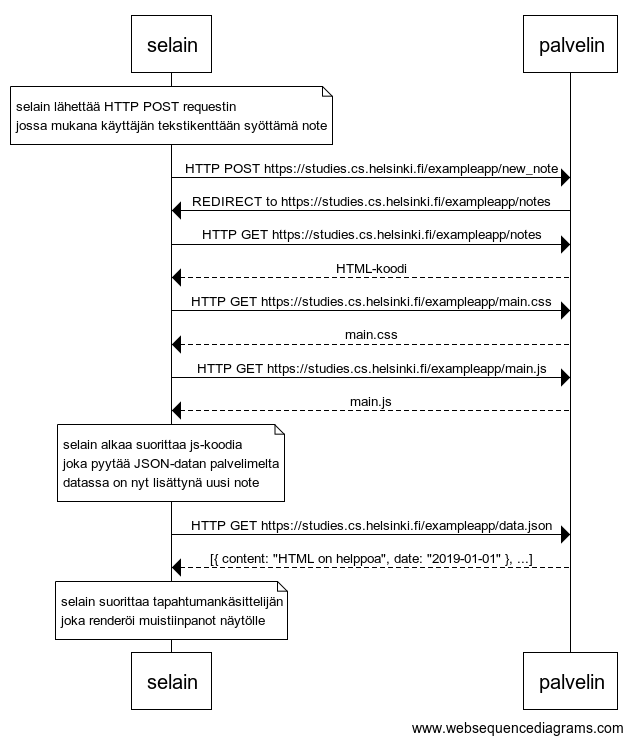 selain
palvelin
selain lähettää HTTP POST requestin
jossa mukana käyttäjän tekstikenttään syöttämä note
HTTP POST https://studies.cs.helsinki.fi/exampleapp/new_note
REDIRECT to https://studies.cs.helsinki.fi/exampleapp/notes
HTTP GET https://studies.cs.helsinki.fi/exampleapp/notes
HTML-koodi
HTTP GET https://studies.cs.helsinki.fi/exampleapp/main.css
main.css
HTTP GET https://studies.cs.helsinki.fi/exampleapp/main.js
main.js
selain alkaa suorittaa js-koodia
joka pyytää JSON-datan palvelimelta
datassa on nyt lisättynä uusi note
HTTP GET https://studies.cs.helsinki.fi/exampleapp/data.json
[{ content: "HTML on helppoa", date: "2019-01-01" }, ...]
selain suorittaa tapahtumankäsittelijän
joka renderöi muistiinpanot näytölle
selain
palvelin
www.websequencediagrams.com